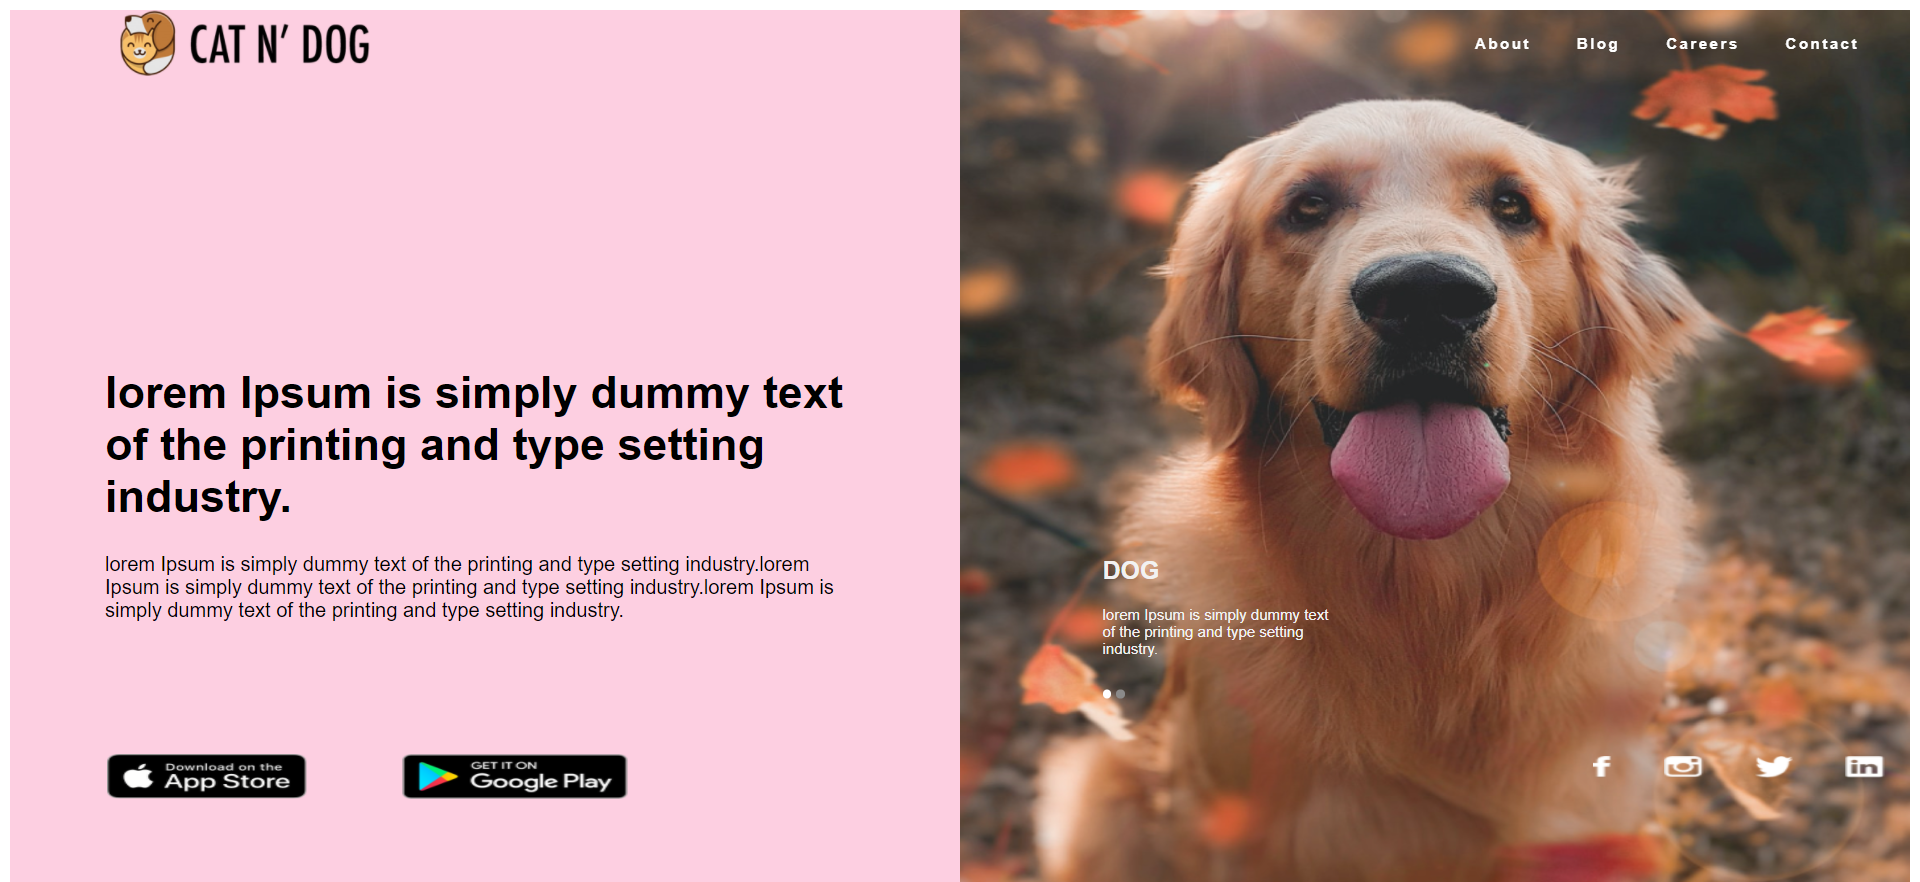 CAT N' DOG
About Blog Careers Contact
lorem Ipsum is simply dummy text
of the printing and type setting
industry.
lorem Ipsum is simply dummy text of the printing and type setting industry.lorem
Ipsum is simply dummy text of the printing and type setting industry.lorem Ipsum is
simply dummy text of the printing and type setting industry.
Download on the
App Store
GET IT ON
Google Play
DOG
lorem Ipsum is simply dummy text
of the printing and type setting
industry.
f
in